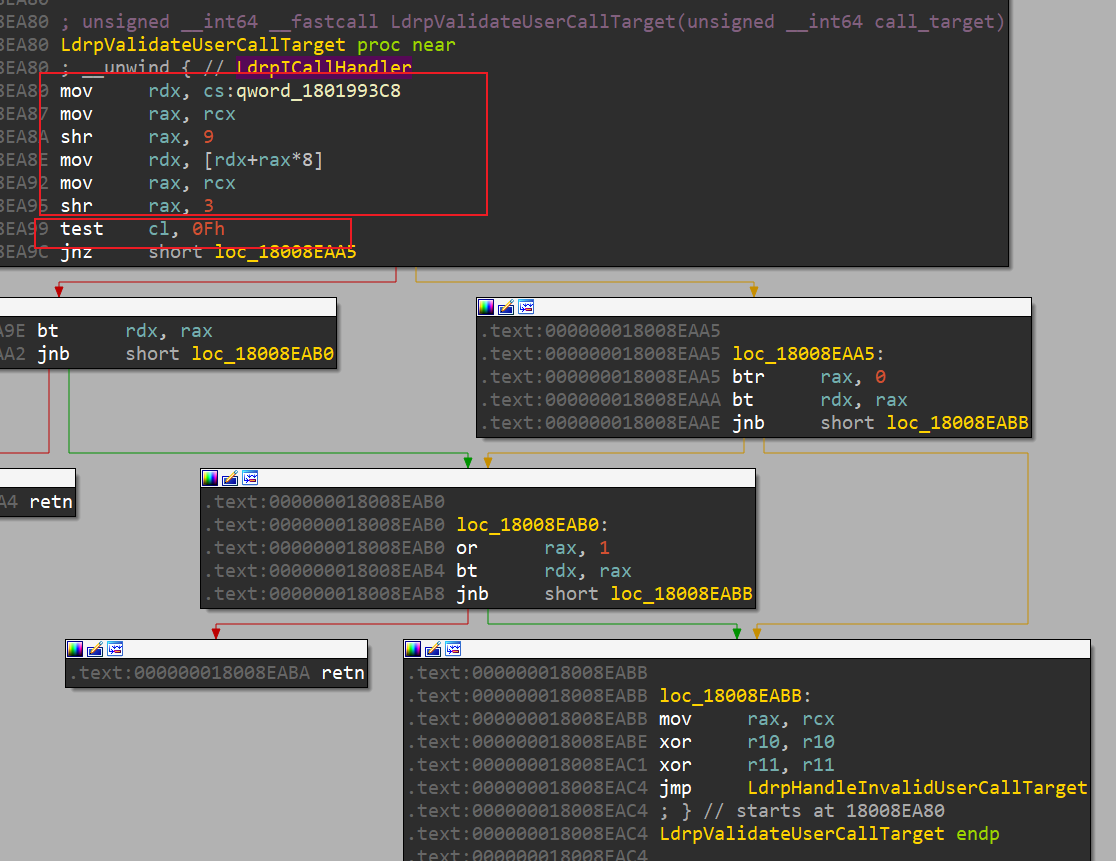 8EA80
8EA80 ; unsigned __int64 __fastcall LdrpValidateUserCallTarget(unsigned __int64 call_target)
8EA80 LdrpValidateUserCallTarget proc near
8EA80 ; __unwind { // LdrpICallHandler
8EA80 mov rdx, cs:qword_1801993C8
8EA87 mov rax, rcx
8EA8A shr rax, 9
8EA8E mov rdx, [rdx+rax*8]
8EA92 mov rax, rcx
8EA95 shr rax, 3
8EA99 test cl, 0Fh
8EA9C jnz short loc_18008EAA5
A9E bt rdx, rax
AA2 jnb short loc_18008EAB0
.text:000000018008EAA5
.text:000000018008EAA5 loc_18008EAA5:
.text:000000018008EAA5 btr rax, 0
.text:000000018008EAAA bt rdx, rax
.text:000000018008EAAE jnb short loc_18008EABB
A4 retn
.text:000000018008EAB0
.text:000000018008EAB0 loc_18008EAB0:
.text:000000018008EAB0 or rax, 1
.text:000000018008EAB4 bt rdx, rax
.text:000000018008EAB8 jnb short loc_18008EABB
.text:000000018008EABA retn
.text:000000018008EABB
.text:000000018008EABB loc_18008EABB:
.text:000000018008EABB mov rax, rcx
.text:000000018008EABE xor r10, r10
.text:000000018008EAC1 xor r11, r11
.text:000000018008EAC4 jmp LdrpHandleInvalidUserCallTarget
.text:000000018008EAC4 ; } // starts at 18008EA80
.text:000000018008EAC4 LdrpValidateUserCallTarget endp
.text:000000018008EAC4